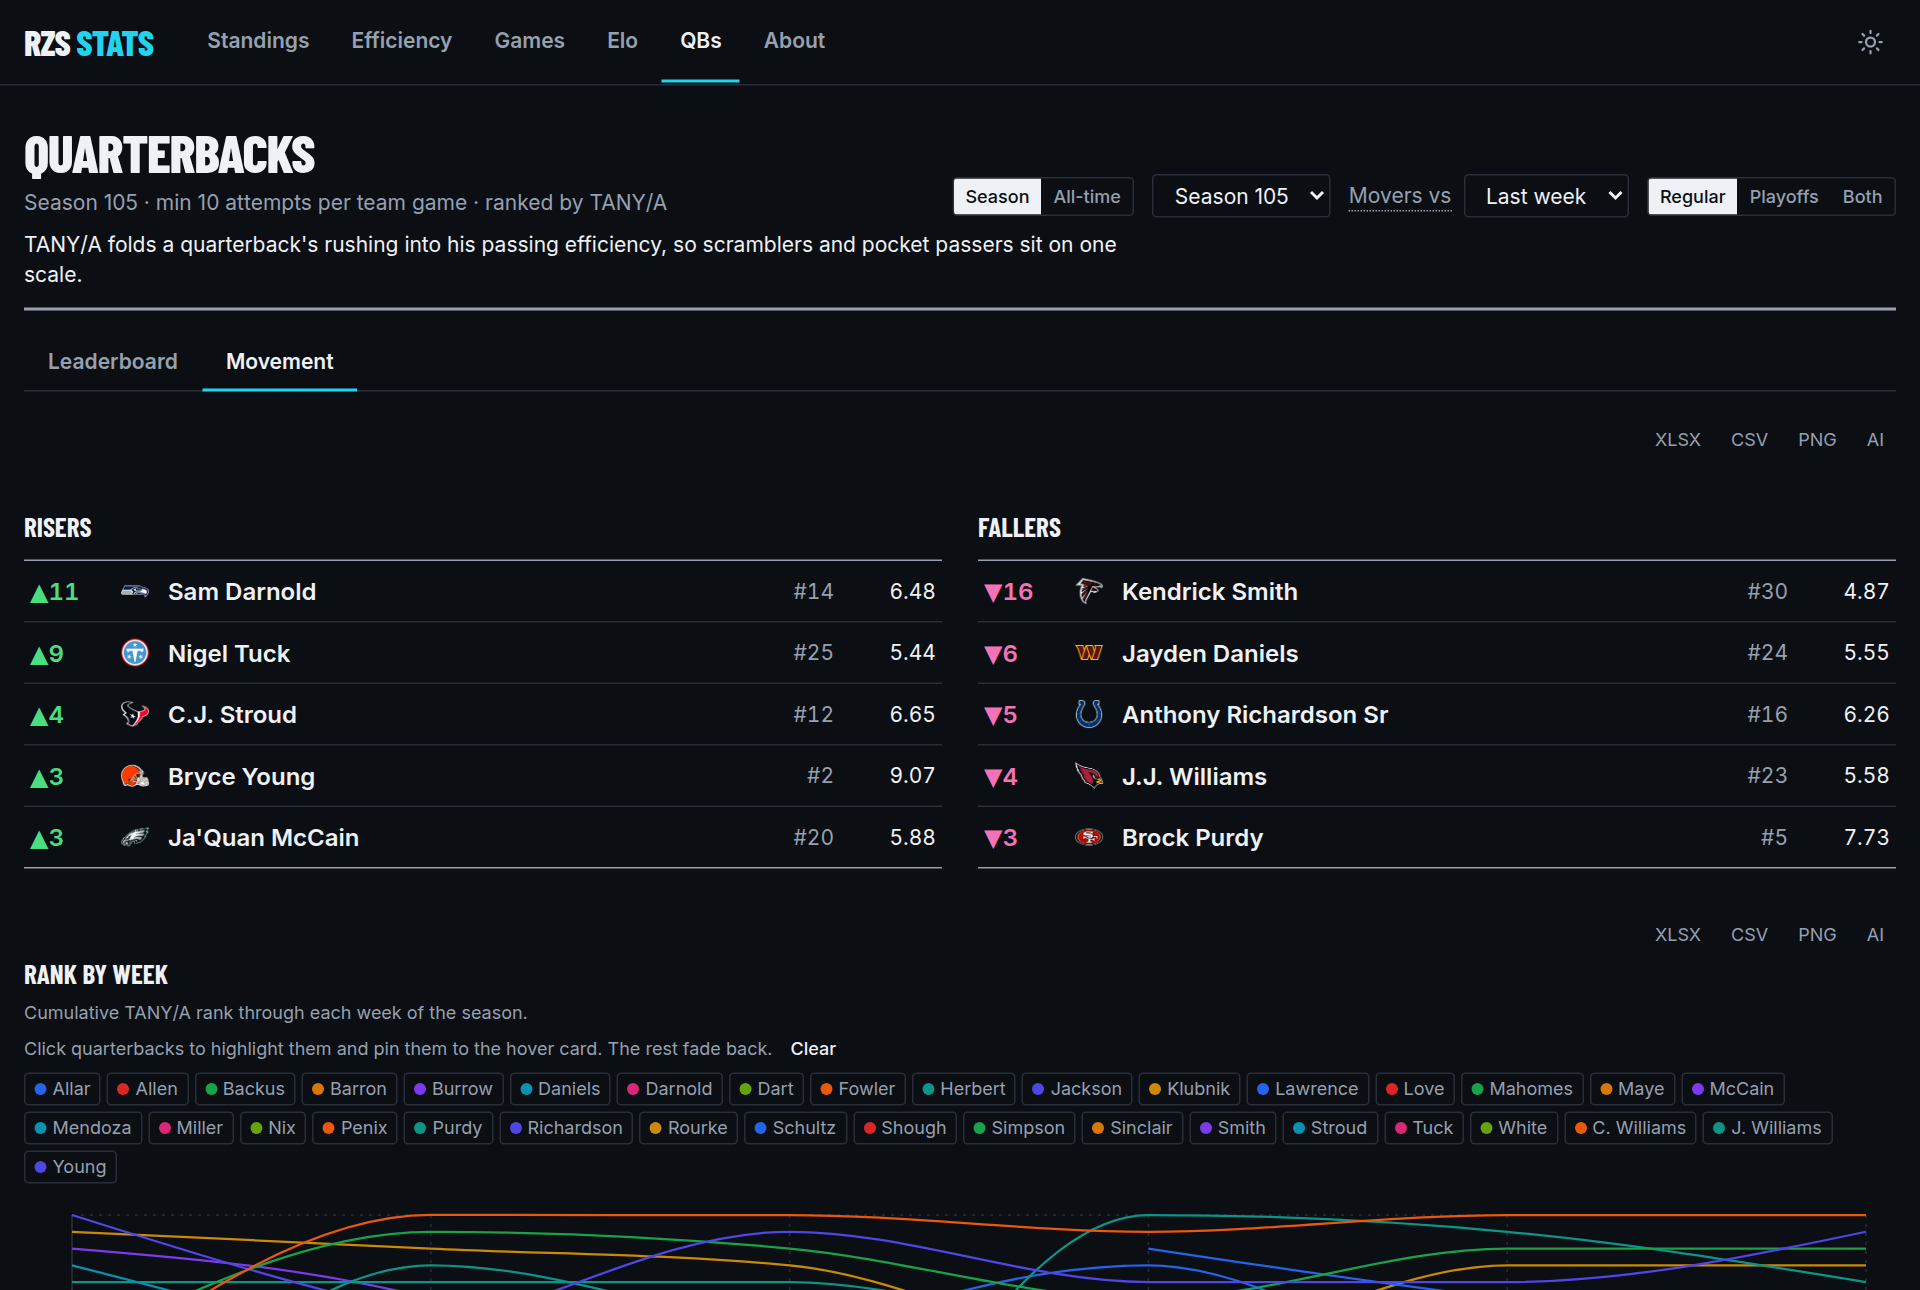 RZS STATS Standings Efficiency Games Elo QBs About
QUARTERBACKS
Season 105 · min 10 attempts per team game · ranked by TANY/A
Season All-time Season 105 Movers vs Last week Regular Playoffs Both
TANY/A folds a quarterback's rushing into his passing efficiency, so scramblers and pocket passers sit on one
scale.
Leaderboard Movement
XLSX CSV PNG AI
RISERS
▲11 Sam Darnold #14 6.48
▲9 Nigel Tuck #25 5.44
▲4 C.J. Stroud #12 6.65
▲3 Bryce Young #2 9.07
▲3 Ja'Quan McCain #20 5.88
FALLERS
▼16 Kendrick Smith #30 4.87
▼6 Jayden Daniels #24 5.55
▼5 Anthony Richardson Sr #16 6.26
▼4 J.J. Williams #23 5.58
▼3 Brock Purdy #5 7.73
XLSX CSV PNG AI
RANK BY WEEK
Cumulative TANY/A rank through each week of the season.
Click quarterbacks to highlight them and pin them to the hover card. The rest fade back. Clear
Allar Allen Backus Barron Burrow Daniels Darnold Dart Fowler Herbert Jackson Klubnik Lawrence Love Mahomes Maye McCain
Mendoza Miller Nix Penix Purdy Richardson Rourke Schultz Shough Simpson Sinclair Smith Stroud Tuck White C. Williams J. Williams
Young